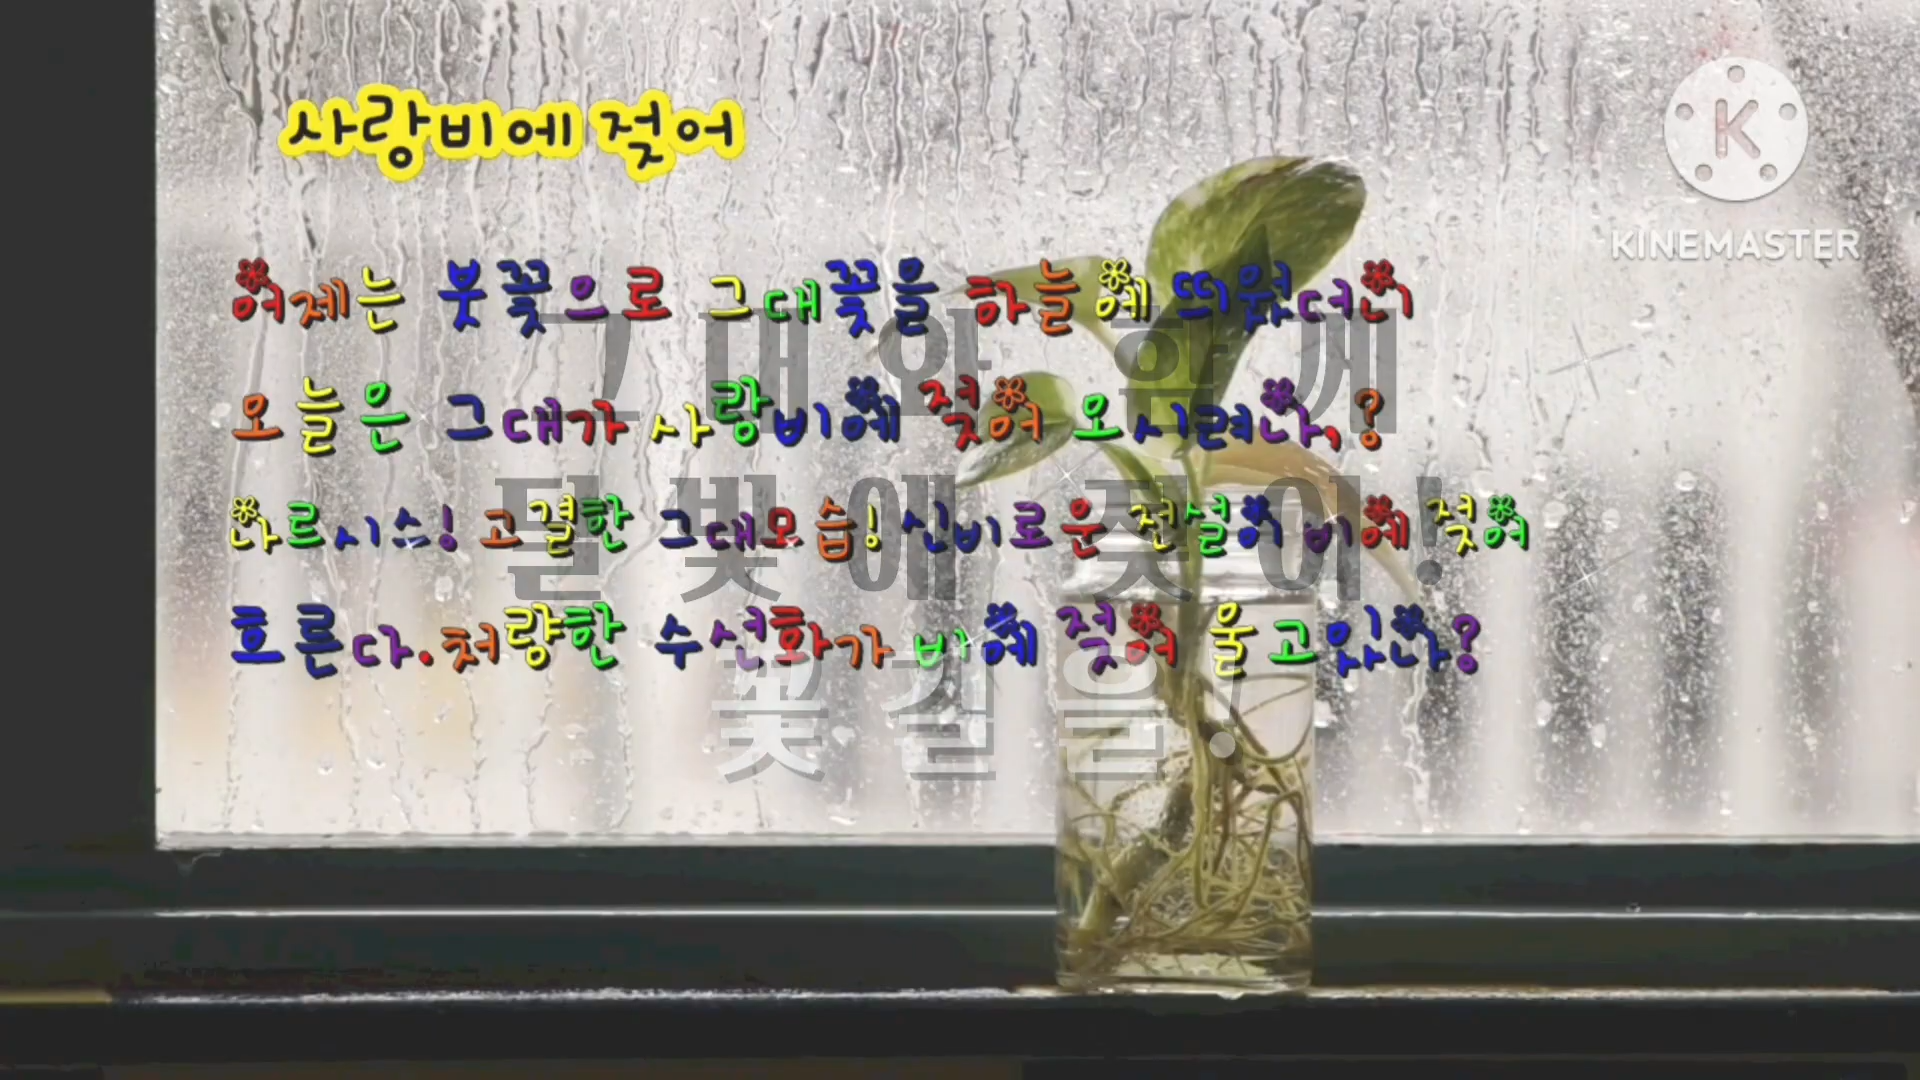 사랑비에 젖어
KINEMASTER
어제는 붓꽃으로 그대꽃을 하늘에 띄웠더니
오늘은 그대가 사랑비에 젖어 오시려나,?
나르시스! 고결한 그대모습! 신비로운 전설이 비에 젖어
흐른다.처량한 수선화가 비에 젖어 울고있나?
그대와 함께
달빛에 젖어!
꽃길을!